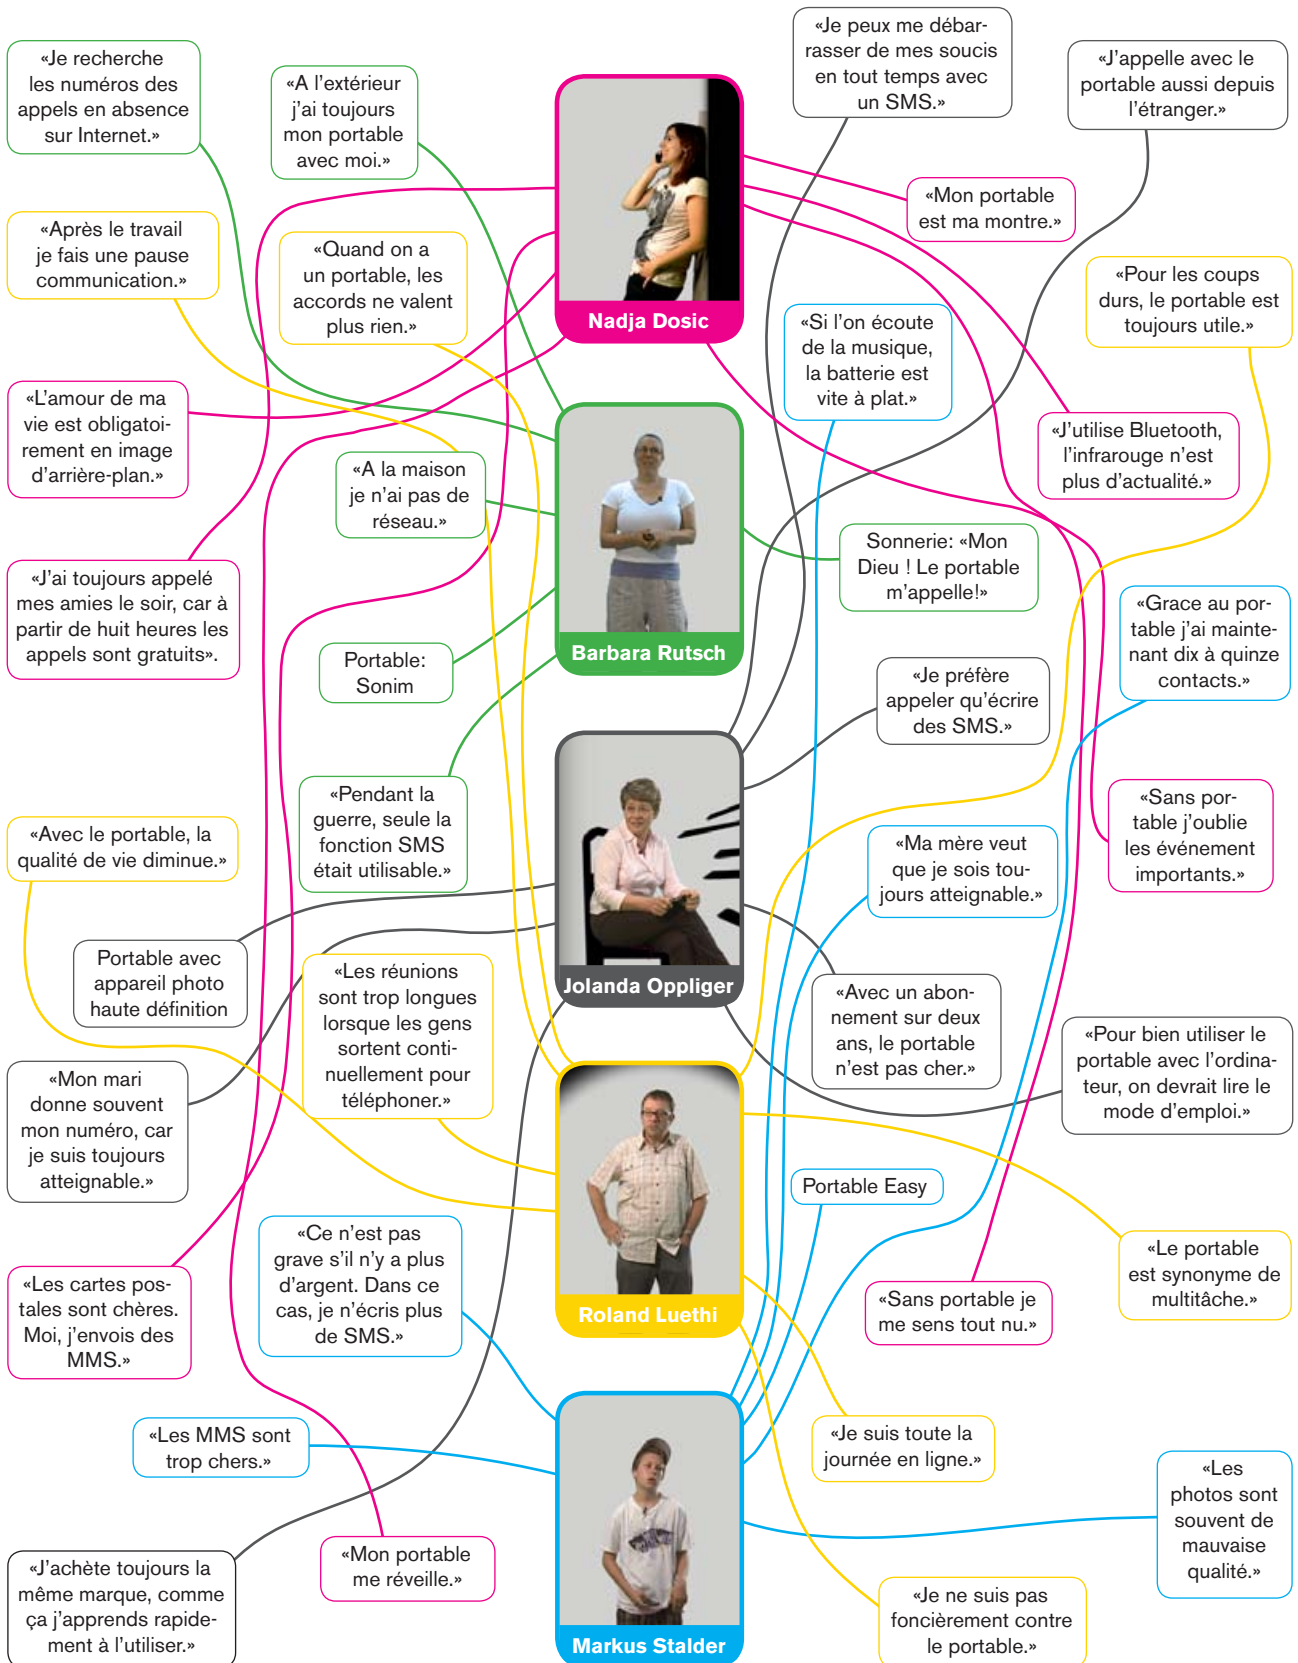 «Je peux me débar-
rasser de mes soucis
en tout temps avec
un SMS.»
«Je recherche
les numéros des
appels en absence
sur Internet.»
«J'appelle avec le
portable aussi depuis
l'étranger.»
«A l'extérieur
j'ai toujours
mon portable
avec moi.»
«Mon portable
est ma montre.»
«Après le travail
je fais une pause
communication.»
«Quand on a
un portable, les
accords ne valent
plus rien.»
«Pour les coups
durs, le portable est
toujours utile.»
Nadja Dosic
«Si l'on écoute
de la musique,
la batterie est
vite à plat.»
«L'amour de ma
vie est obligatoi-
rement en image
d'arrière-plan.»
«J'utilise Bluetooth,
l'infrarouge n'est
plus d'actualité.»
«A la maison
je n'ai pas de
réseau.»
Sonnerie: «Mon
Dieu ! Le portable
m'appelle!»
«J'ai toujours appelé
mes amies le soir, car à
partir de huit heures les
appels sont gratuits».
«Grace au por-
table j'ai mainte-
nant dix à quinze
contacts.»
Barbara Rutsch
Portable:
Sonim
«Je préfère
appeler qu'écrire
des SMS.»
«Pendant la
guerre, seule la
fonction SMS
était utilisable.»
«Sans por-
table j'oublie
les événement
importants.»
«Avec le portable, la
qualité de vie diminue.»
«Ma mère veut
que je sois tou-
jours atteignable.»
Portable avec
appareil photo
haute définition
«Les réunions
sont trop longues
lorsque les gens
sortent conti-
nuellement pour
téléphoner.»
Jolanda Oppliger
«Avec un abon-
nement sur deux
ans, le portable
n'est pas cher.»
«Pour bien utiliser le
portable avec l'ordina-
teur, on devrait lire le
mode d'emploi.»
«Mon mari
donne souvent
mon numéro, car
je suis toujours
atteignable.»
Portable Easy
«Ce n'est pas
grave s'il n'y a plus
d'argent. Dans ce
cas, je n'écris plus
de SMS.»
«Le portable
est synonyme de
multitâche.»
«Les cartes pos-
tales sont chères.
Moi, j'envois des
MMS.»
«Sans portable je
me sens tout nu.»
Roland Luethi
«Les MMS sont
trop chers.»
«Je suis toute la
journée en ligne.»
«Les
photos sont
souvent de
mauvaise
qualité.»
«Mon portable
me réveille.»
«J'achète toujours la
même marque, comme
ça j'apprends rapide-
ment à l'utiliser.»
«Je ne suis pas
foncièrement contre
le portable.»
Markus Stalder